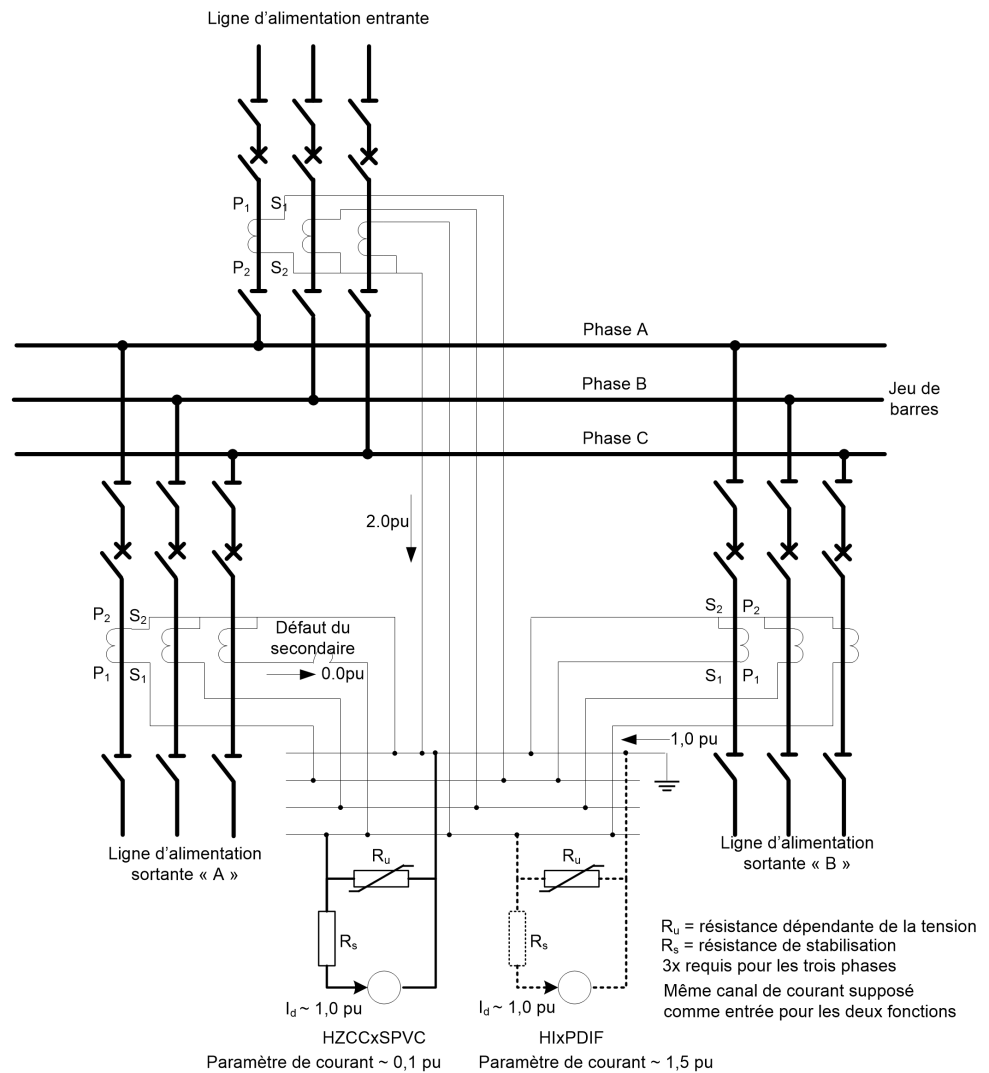 Ligne d'alimentation entrante
P1 S1
P2 S2
Phase A
Phase B
Jeu de
barres
Phase C
2.0pu
P2 S2
Défaut du
secondaire
P1 S1
0.0pu
S2 P2
S1 P1
1,0 pu
Ligne d'alimentation
sortante « A »
Ligne d'alimentation
sortante « B »
Ru
Rs
Id ~ 1,0 pu
HZCCxSPVC
Paramètre de courant ~ 0,1 pu
Ru
Rs
Id ~ 1,0 pu
HIxPDIF
Paramètre de courant ~ 1,5 pu
Ru = résistance dépendante de la tension
Rs = résistance de stabilisation
3x requis pour les trois phases
Même canal de courant supposé
comme entrée pour les deux fonctions